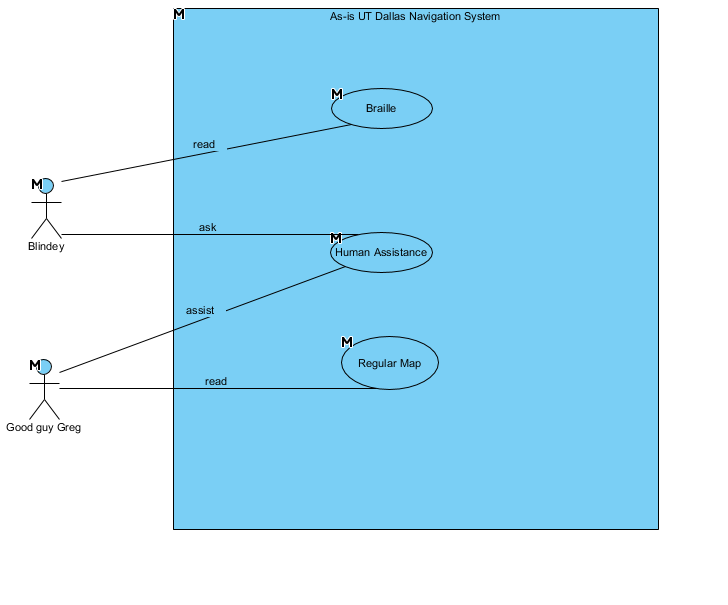 M
As-is UT Dallas Navigation System
M
Braille
read
M
Blindey
ask
M
Human Assistance
assist
M
Regular Map
M
read
Good guy Greg